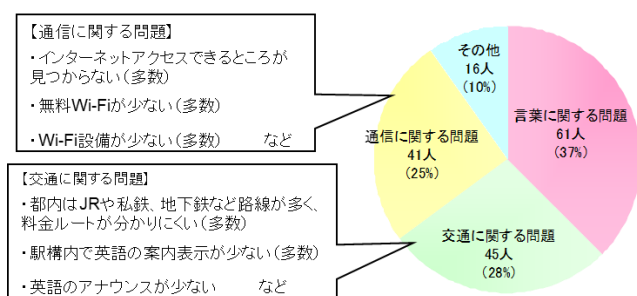 【通信に関する問題】
・インターネットアクセスできるところが
見つからない（多数）
・無料Wi-Fiが少ない（多数）
・Wi-Fi設備が少ない（多数）　　など
【交通に関する問題】
・都内はJRや私鉄、地下鉄など路線が多く、
料金ルートが分かりにくい（多数）
・駅構内で英語の案内表示が少ない（多数）
・英語のアナウンスが少ない　　など
その他
16人
(10%)
言葉に関する問題
61人
(37%)
通信に関する問題
41人
(25%)
交通に関する問題
45人
(28%)